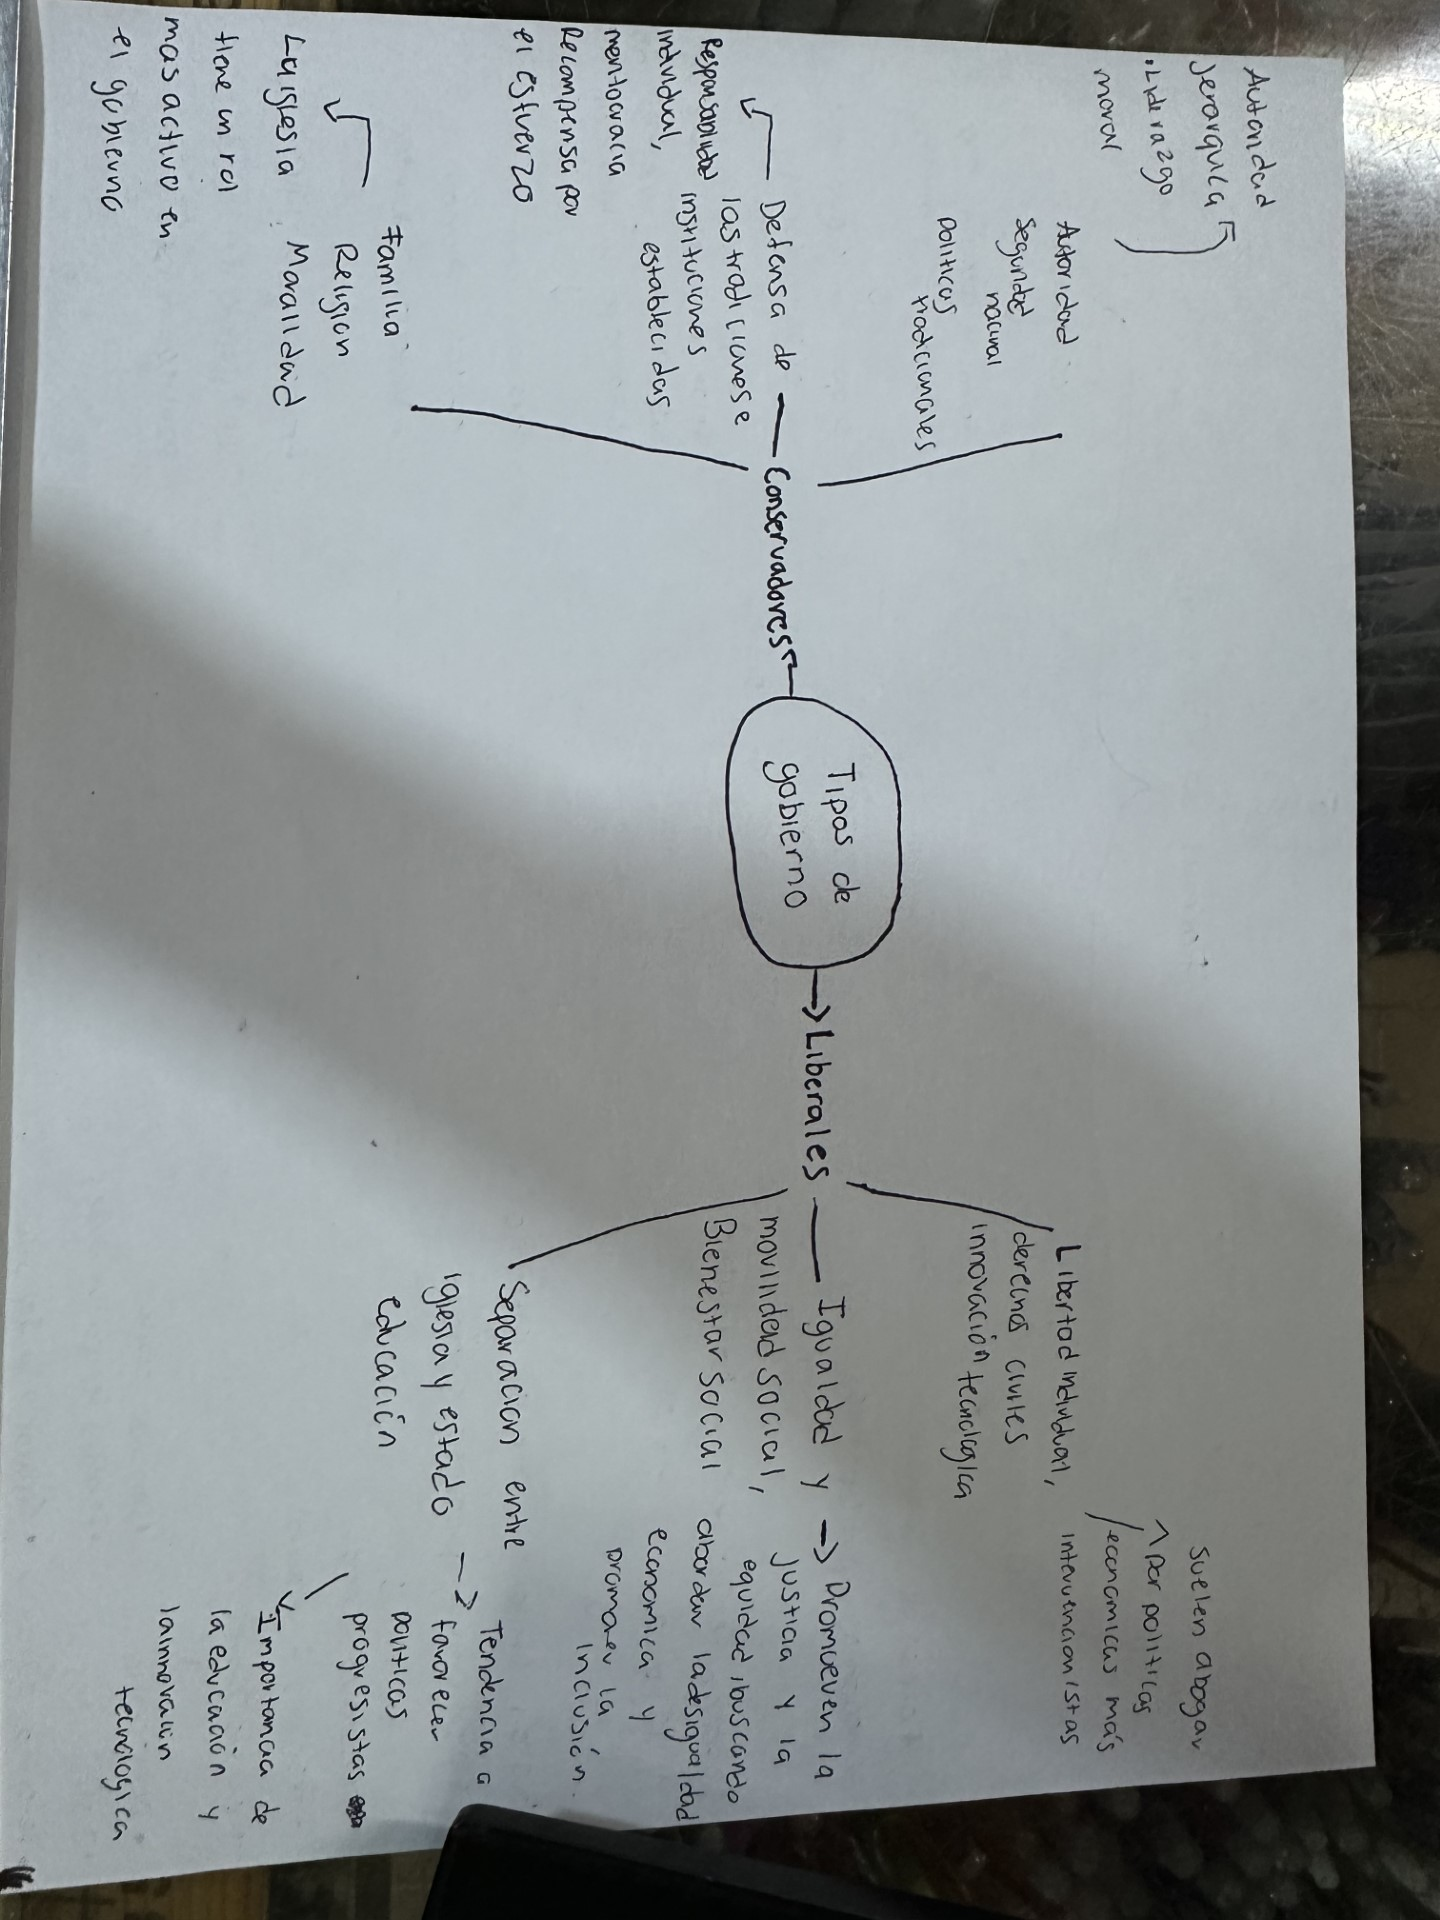 Tipos de
gobierno
Conservadores
Autoridad
Seguridad
nacional
politicas
tradicionales
Autoridad
Jerarquica
.Liderazgo
moral
Defensa de
las tradiciones e
instituciones
establecidas
Responsabilidad
individual,
meritocracia
Recompensa por
el esfuerzo
Familia
Religion
Moralidad
La iglesia
tiene un rol
mas activo en
el gobierno
Liberales
Libertad individual,
derechos civiles
innovación tecnologica
Suelen abogar
por politicas
economicas más
intervencionistas
Igualdad y
movilidad social,
Bienestar social
Promueven la
justicia y la
equidad, buscando
abordar la desigualdad
economica y
promover la
inclusión.
Separacion entre
iglesia y estado
educación
Tendencia a
favorecer
politicas
progresistas
Importancia de
la educación y
la innovación
tecnologica